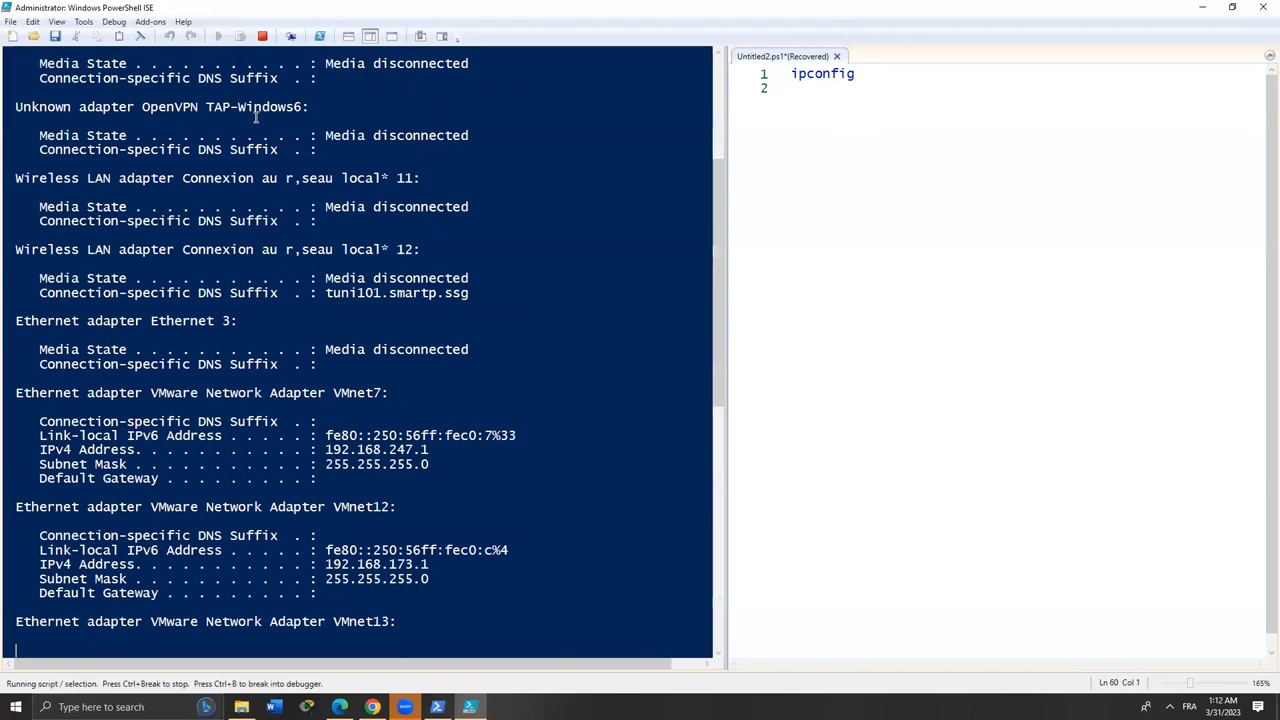 Administrator: Windows PowerShell ISE
File Edit View Tools Debug Add-ons Help
Untitled2.ps1*(Recovered)
1 ipconfig
2
Media State . . . . . . . . . . . : Media disconnected
Connection-specific DNS Suffix  . :
Unknown adapter OpenVPN TAP-Windows6:
Media State . . . . . . . . . . . : Media disconnected
Connection-specific DNS Suffix  . :
Wireless LAN adapter Connexion au r‚seau local* 11:
Media State . . . . . . . . . . . : Media disconnected
Connection-specific DNS Suffix  . :
Wireless LAN adapter Connexion au r‚seau local* 12:
Media State . . . . . . . . . . . : Media disconnected
Connection-specific DNS Suffix  . : tuni101.smartp.ssg
Ethernet adapter Ethernet 3:
Media State . . . . . . . . . . . : Media disconnected
Connection-specific DNS Suffix  . :
Ethernet adapter VMware Network Adapter VMnet7:
Connection-specific DNS Suffix  . :
Link-local IPv6 Address . . . . . : fe80::250:56ff:fec0:7%33
IPv4 Address. . . . . . . . . . . : 192.168.247.1
Subnet Mask . . . . . . . . . . . : 255.255.255.0
Default Gateway . . . . . . . . . :
Ethernet adapter VMware Network Adapter VMnet12:
Connection-specific DNS Suffix  . :
Link-local IPv6 Address . . . . . : fe80::250:56ff:fec0:c%4
IPv4 Address. . . . . . . . . . . : 192.168.173.1
Subnet Mask . . . . . . . . . . . : 255.255.255.0
Default Gateway . . . . . . . . . :
Ethernet adapter VMware Network Adapter VMnet13:
Running script / selection.  Press Ctrl+Break to stop.  Press Ctrl+B to break into debugger.
Ln 60 Col 1
165%
Type here to search
zoom
FRA
1:12 AM
3/31/2023